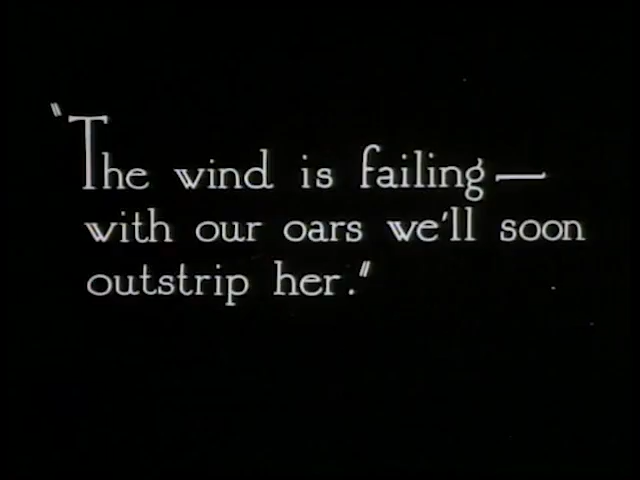 "The wind is failing—
with our oars we'll soon
outstrip her."